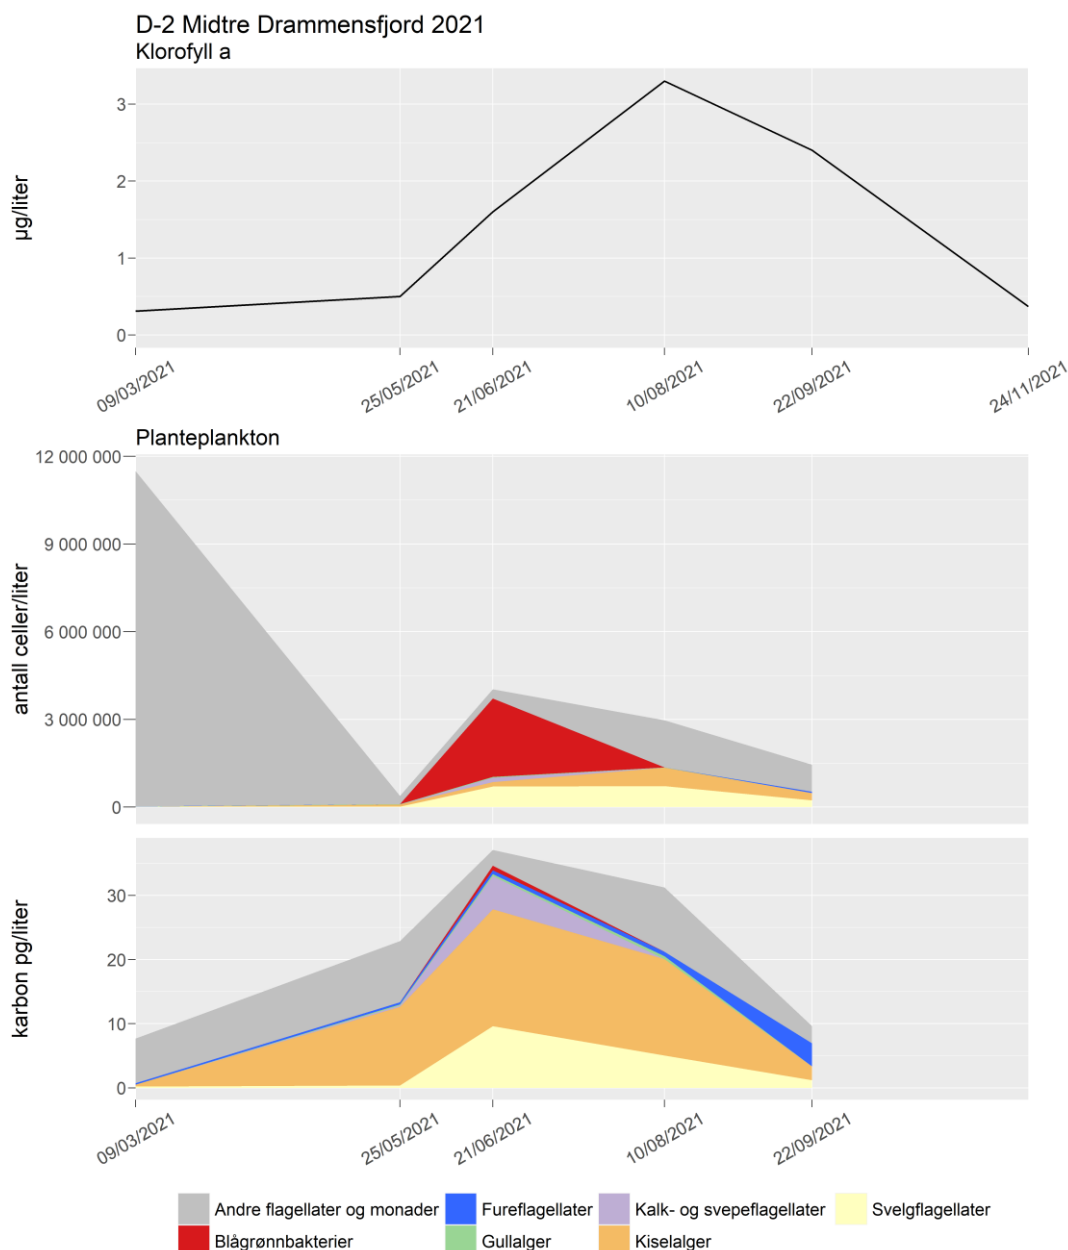 D-2 Midtre Drammensfjord 2021
Klorofyll a
µg/liter
3
2
1
0
09/03/2021 25/05/2021 21/06/2021 10/08/2021 22/09/2021 24/11/2021
Planteplankton
antall celler/liter
12 000 000
9 000 000
6 000 000
3 000 000
0
karbon pg/liter
30
20
10
0
09/03/2021 25/05/2021 21/06/2021 10/08/2021 22/09/2021
Andre flagellater og monader Fureflagellater Kalk- og svepeflagellater Svelgflagellater
Blågrønnbakterier Gullalger Kiselalger